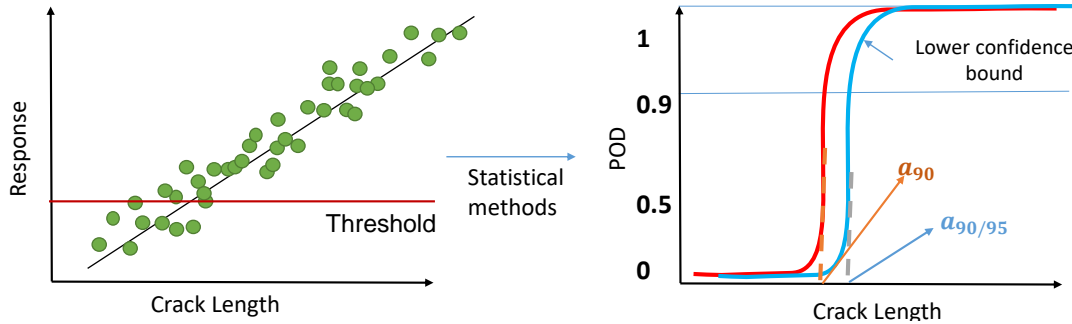 Response
Threshold
Crack Length
Statistical
methods
POD
1
0.9
0.5
0
Lower confidence
bound
a90
a90/95
Crack Length